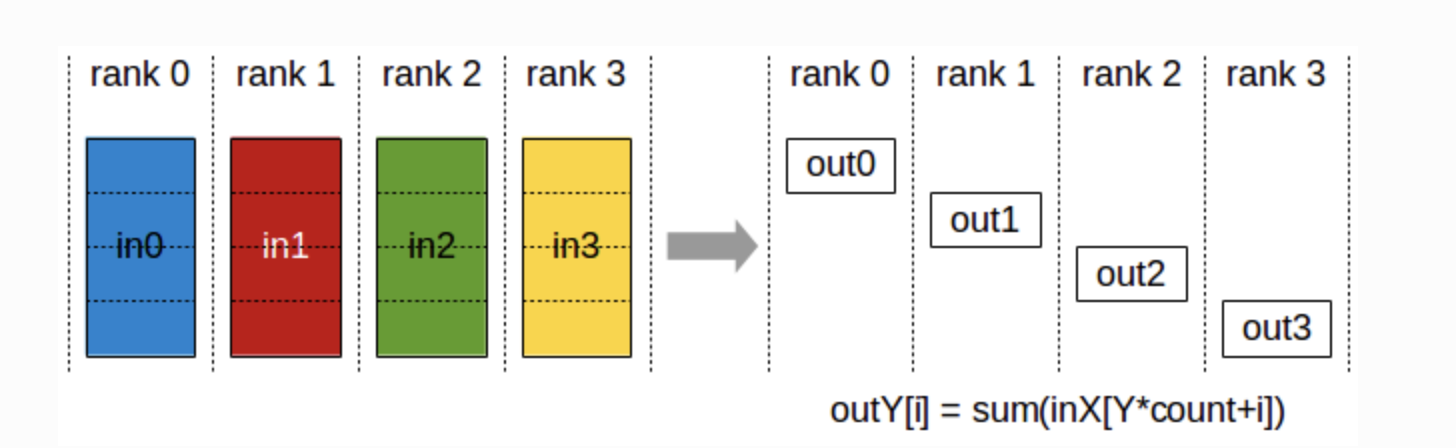 rank 0 rank 1 rank 2 rank 3 rank 0 rank 1 rank 2 rank 3
out0
out1
in0 in1 in2 in3
out2
out3
outY[i] = sum(inX[Y*count+i])